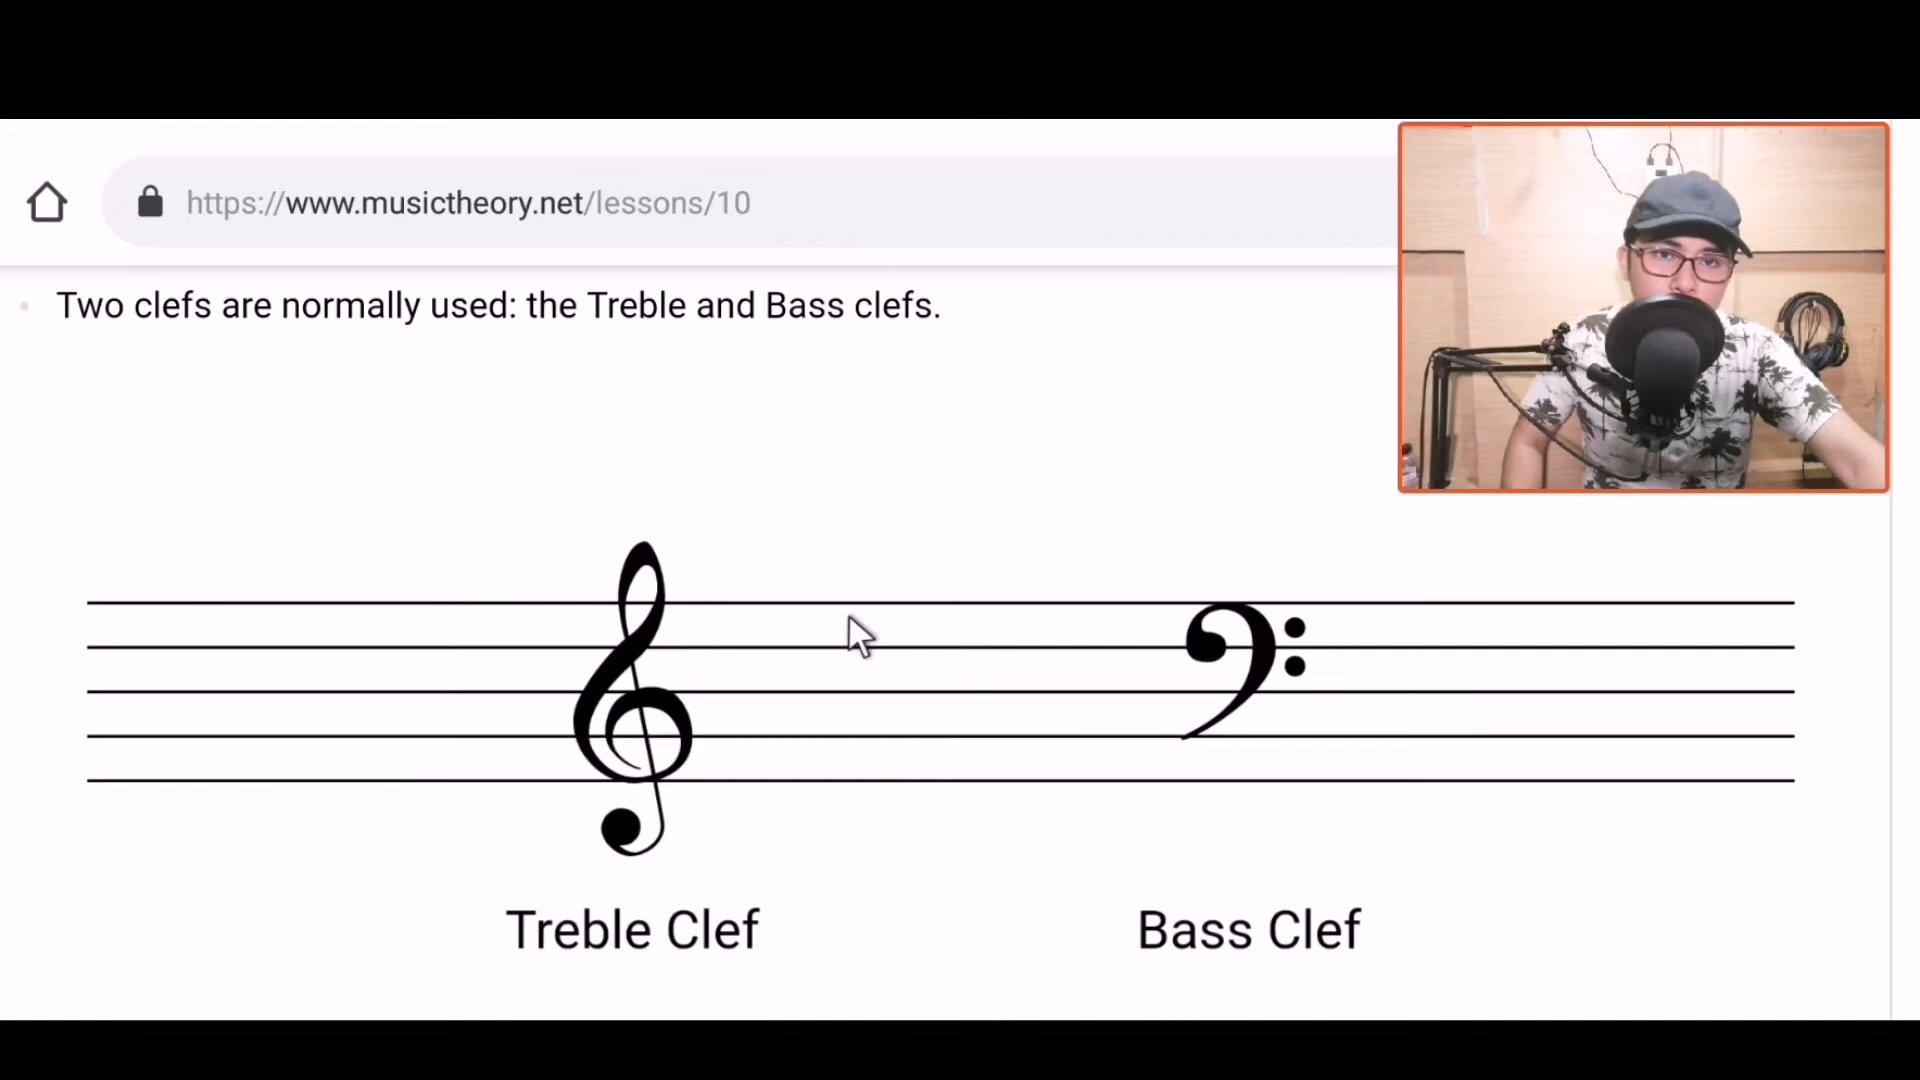 https://www.musictheory.net/lessons/10
Two clefs are normally used: the Treble and Bass clefs.
Treble Clef
Bass Clef